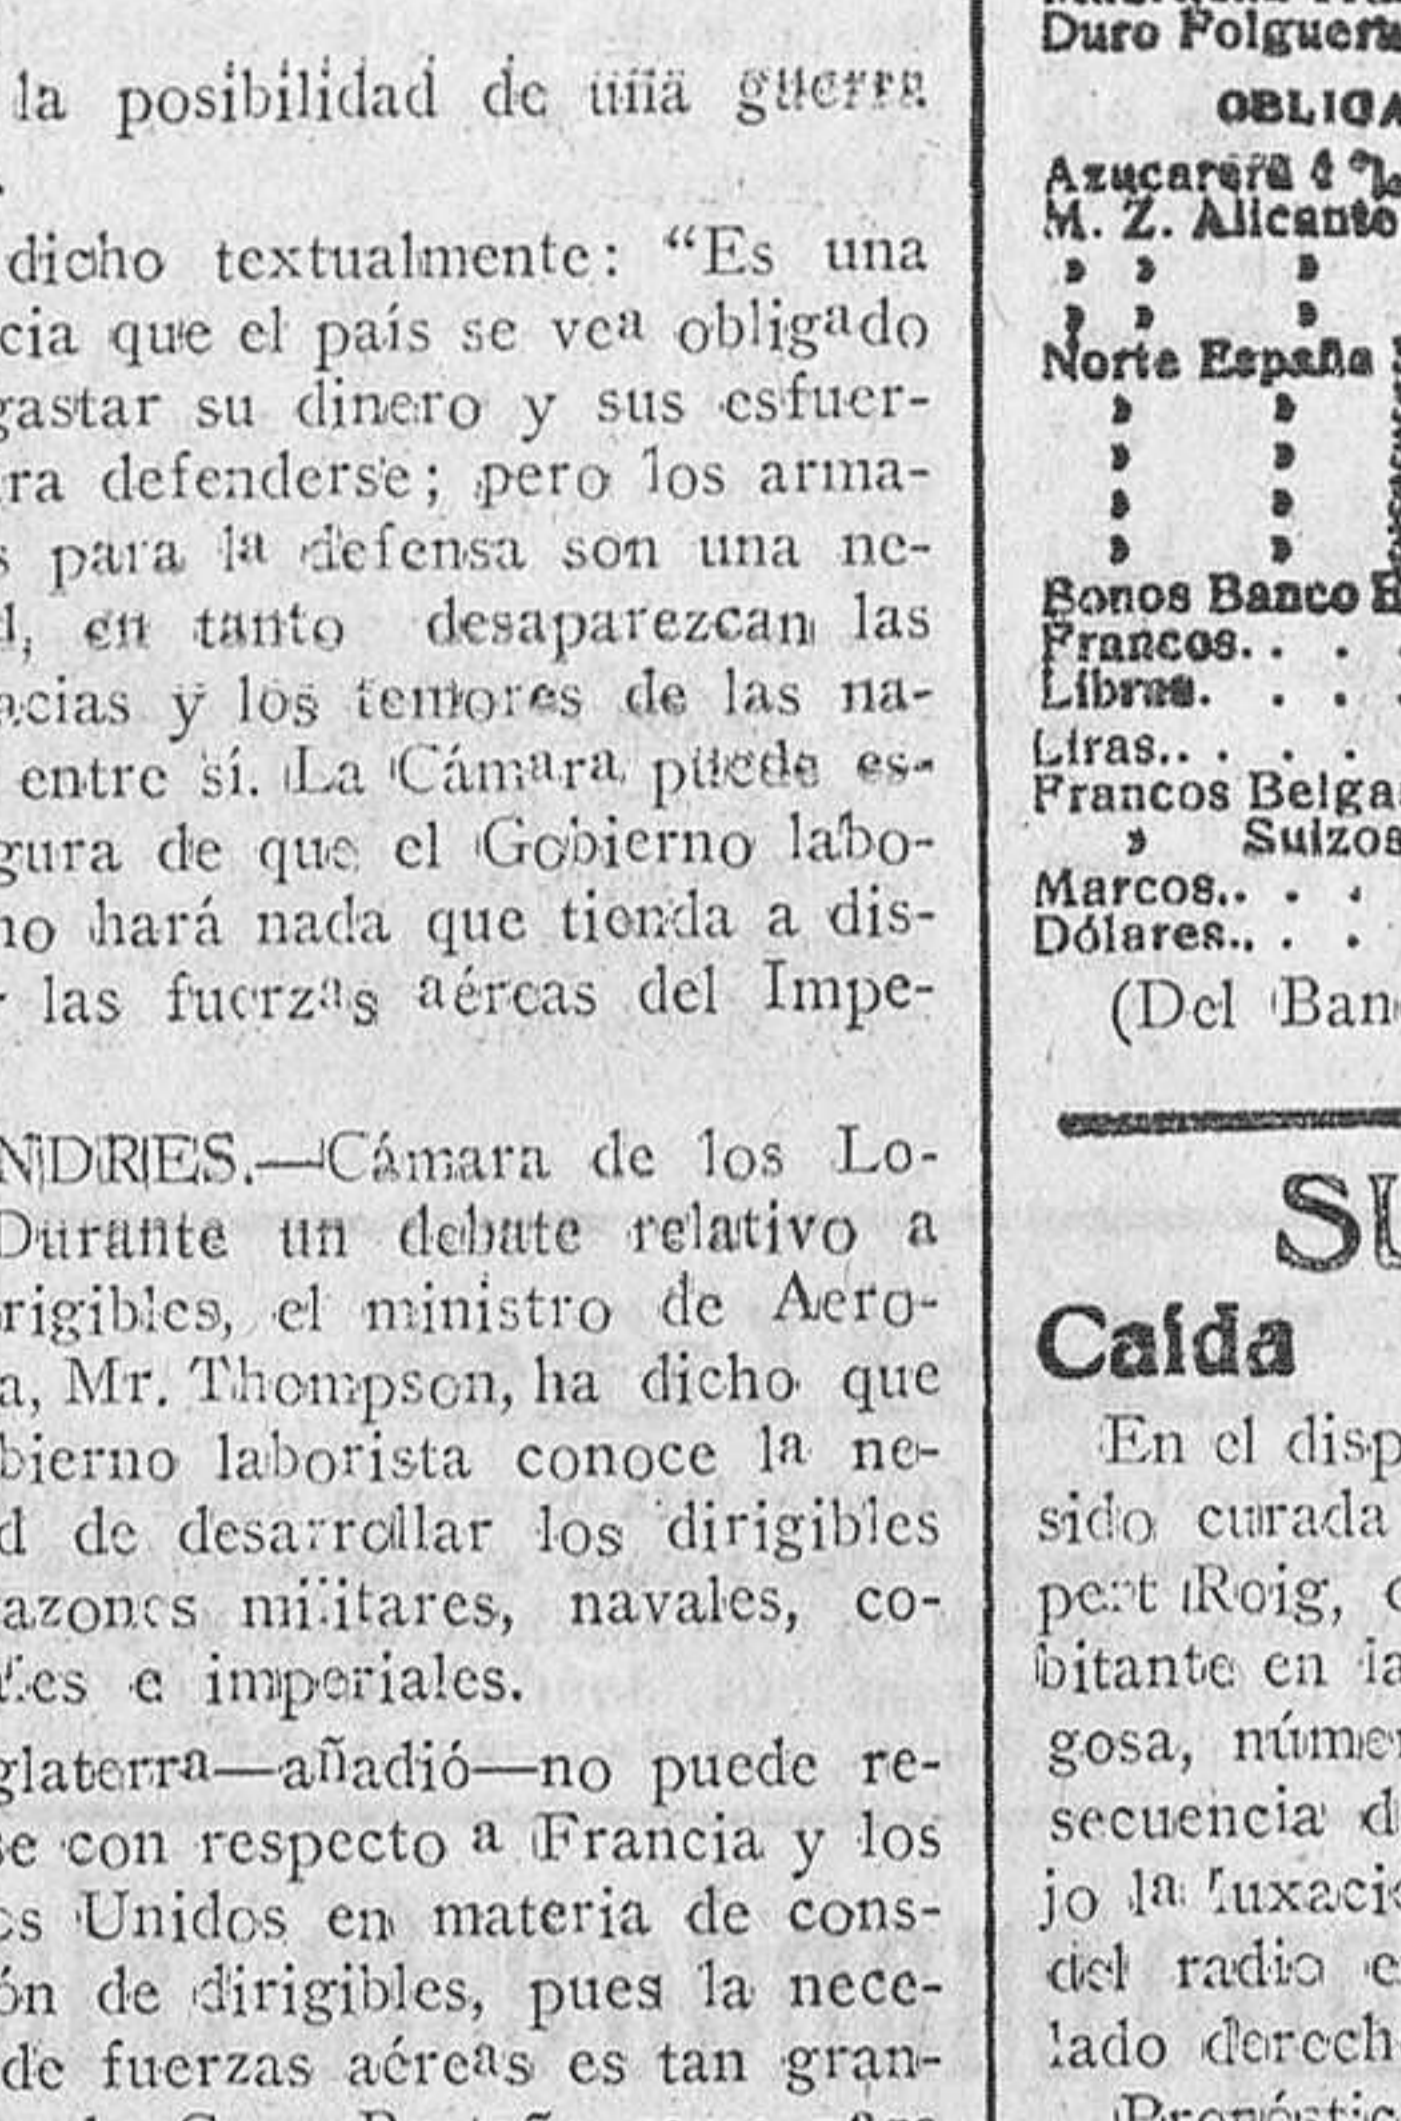 la posibilidad de una guerra
.
dicho textualmente: “Es una
cia que el país se vea obligado
gastar su dinero y sus esfuer-
ra defenderse; pero los arma-
s para la defensa son una ne-
d, en tanto desaparezcan las
acias y los temores de las na-
entre sí. La Cámara puede es-
gura de que el Gobierno labo-
no hará nada que tienda a dis-
r las fuerzas aéreas del Impe-
NDRES.—Cámara de los Lo-
Durante un debate relativo a
rigibles, el ministro de Aero-
a, Mr. Thompson, ha dicho que
bierno laborista conoce la ne-
d de desarrollar los dirigibles
azones militares, navales, co-
les e imperiales.
glaterra—añadió—no puede re-
se con respecto a Francia y los
os Unidos en materia de cons-
ón de dirigibles, pues la nece-
de fuerzas aéreas es tan gran-
Duro Folguera
OBLIGA
Azucarera 4 %
M. Z. Alicante
» » »
» » »
Norte España
» »
» »
» »
» »
Bonos Banco
Francos. . .
Libras. . . .
Liras.. . . .
Francos Belga
» Suizos
Marcos.. . .
Dólares.. . .
(Del Ban
SU
Caída
En el disp
sido curada
pert Roig,
bitante en la
gosa, númer
secuencia d
jo la luxació
del radio e
lado derech
Pronóstic